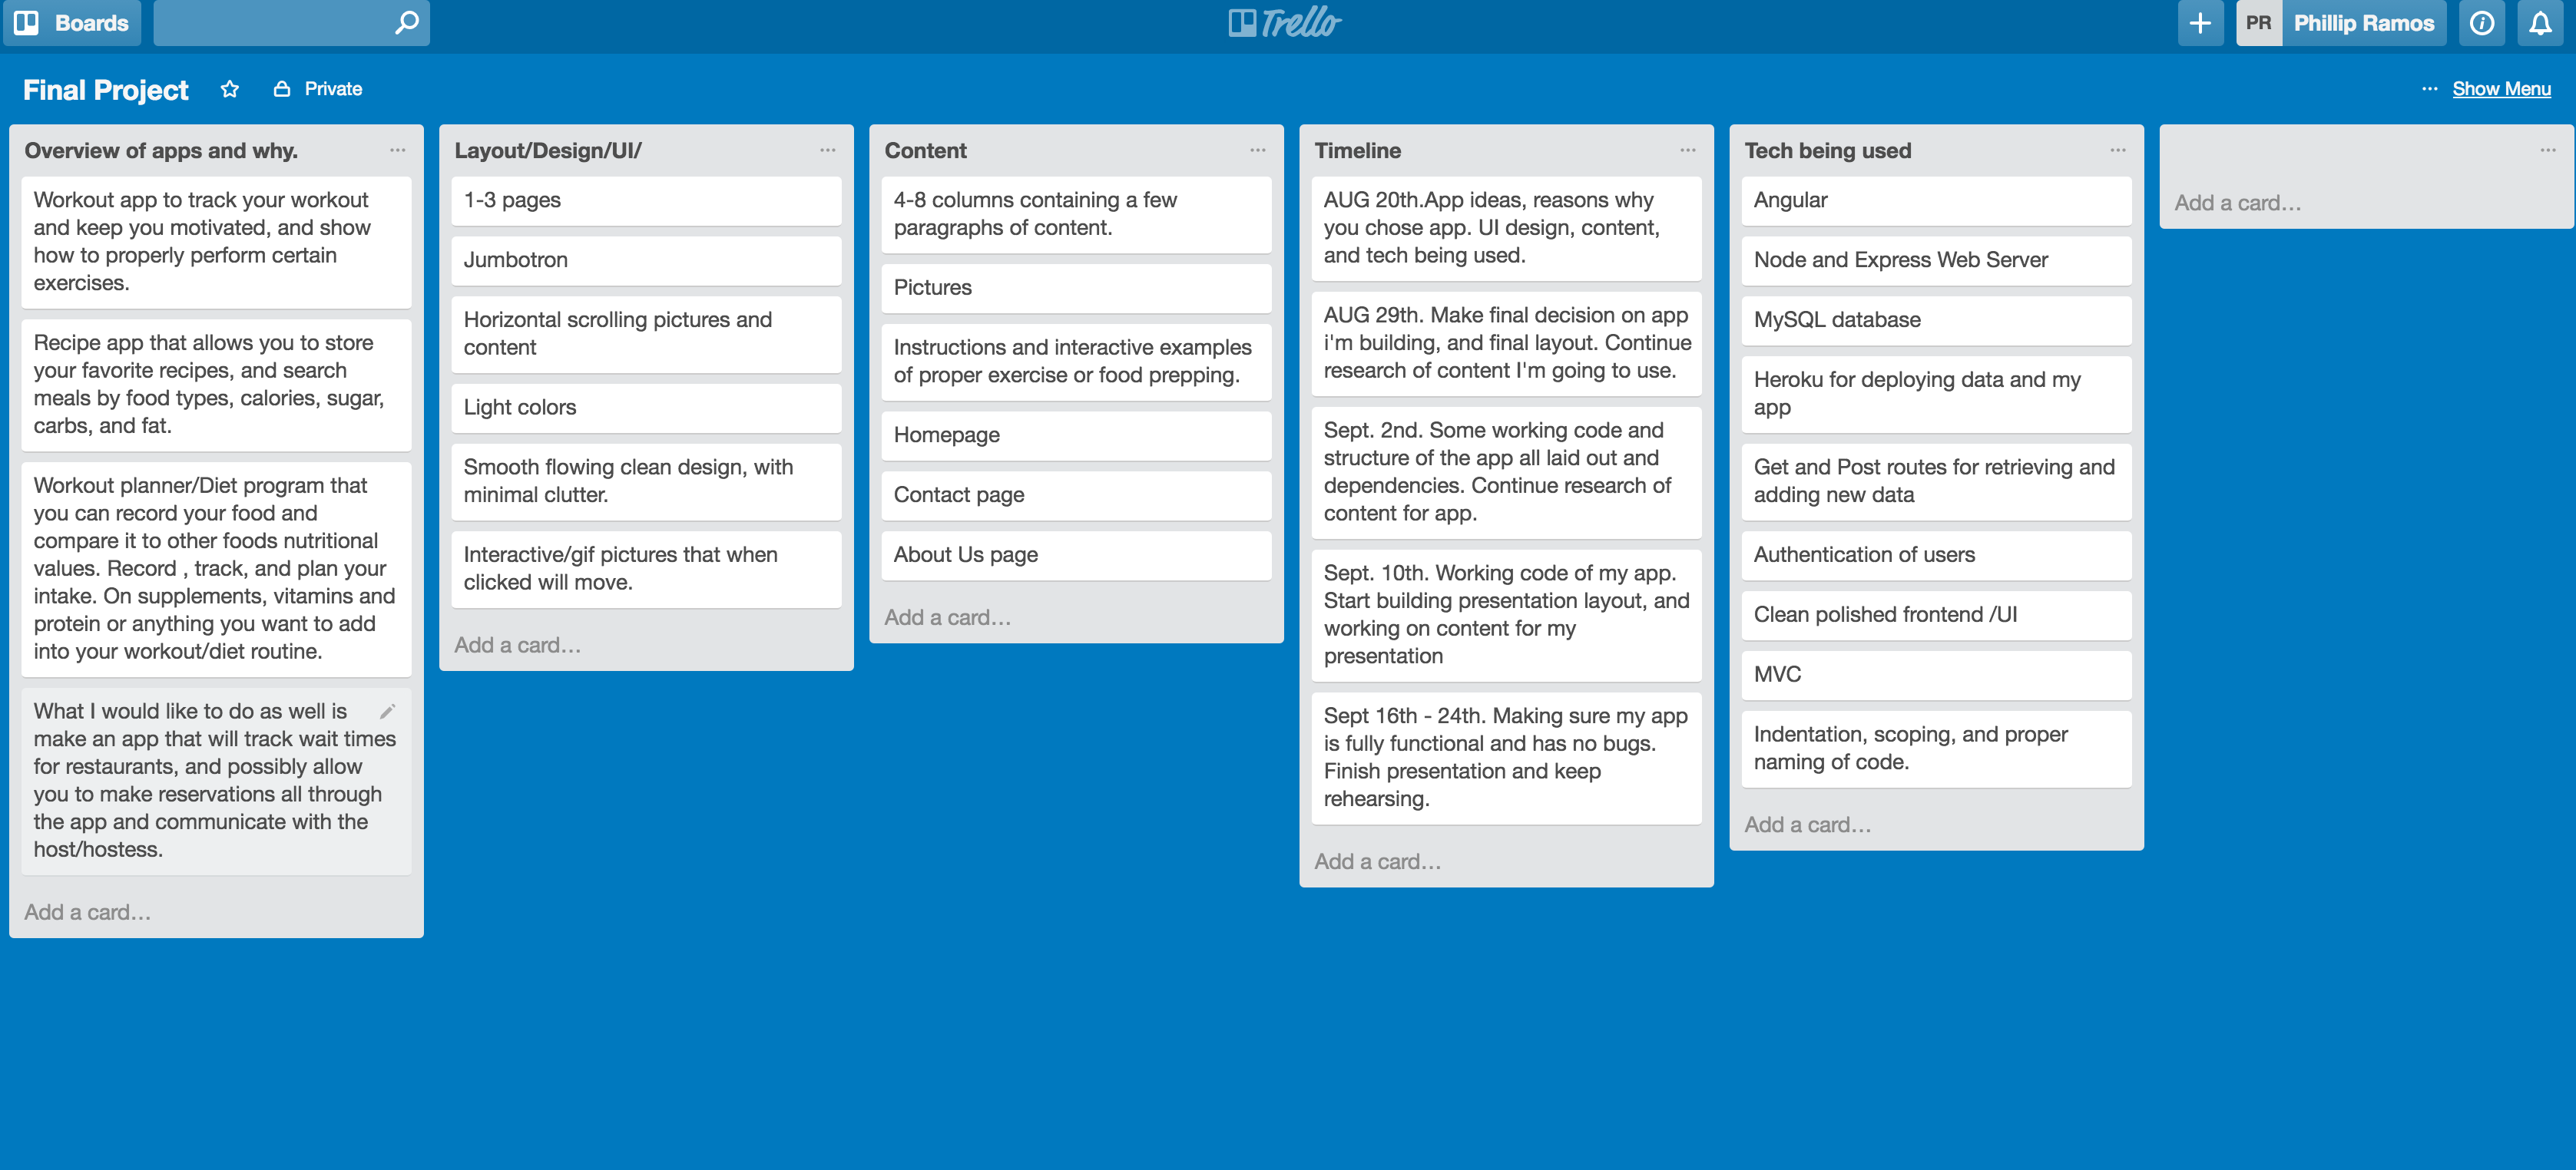 Boards
Trello
PR
Phillip Ramos
Final Project
Private
... Show Menu
Overview of apps and why.
Workout app to track your workout
and keep you motivated, and show
how to properly perform certain
exercises.
Recipe app that allows you to store
your favorite recipes, and search
meals by food types, calories, sugar,
carbs, and fat.
Workout planner/Diet program that
you can record your food and
compare it to other foods nutritional
values. Record , track, and plan your
intake. On supplements, vitamins and
protein or anything you want to add
into your workout/diet routine.
What I would like to do as well is
make an app that will track wait times
for restaurants, and possibly allow
you to make reservations all through
the app and communicate with the
host/hostess.
Add a card…
Layout/Design/UI/
1-3 pages
Jumbotron
Horizontal scrolling pictures and
content
Light colors
Smooth flowing clean design, with
minimal clutter.
Interactive/gif pictures that when
clicked will move.
Add a card…
Content
4-8 columns containing a few
paragraphs of content.
Pictures
Instructions and interactive examples
of proper exercise or food prepping.
Homepage
Contact page
About Us page
Add a card…
Timeline
AUG 20th.App ideas, reasons why
you chose app. UI design, content,
and tech being used.
AUG 29th. Make final decision on app
i'm building, and final layout. Continue
research of content I'm going to use.
Sept. 2nd. Some working code and
structure of the app all laid out and
dependencies. Continue research of
content for app.
Sept. 10th. Working code of my app.
Start building presentation layout, and
working on content for my
presentation
Sept 16th - 24th. Making sure my app
is fully functional and has no bugs.
Finish presentation and keep
rehearsing.
Add a card…
Tech being used
Angular
Node and Express Web Server
MySQL database
Heroku for deploying data and my
app
Get and Post routes for retrieving and
adding new data
Authentication of users
Clean polished frontend /UI
MVC
Indentation, scoping, and proper
naming of code.
Add a card…
Add a card…